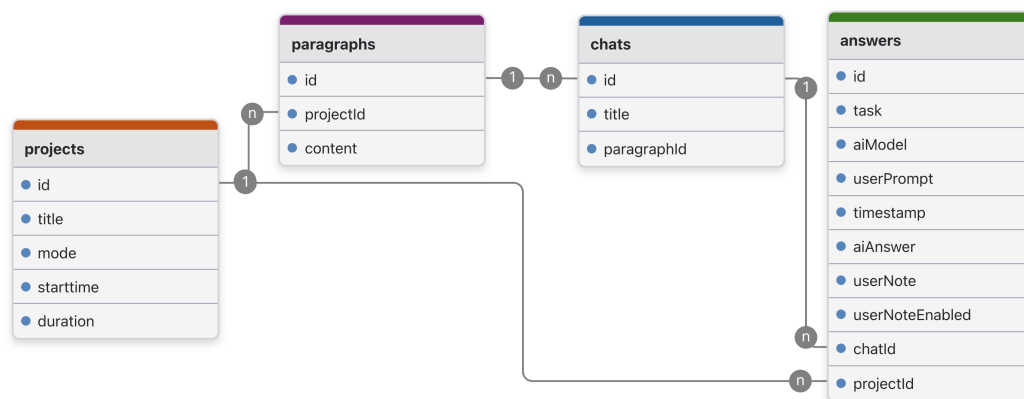 projects
id
title
mode
starttime
duration
paragraphs
id
projectId
content
chats
id
title
paragraphId
answers
id
task
aiModel
userPrompt
timestamp
aiAnswer
userNote
userNoteEnabled
chatId
projectId
1
n
1
n
1
n
n